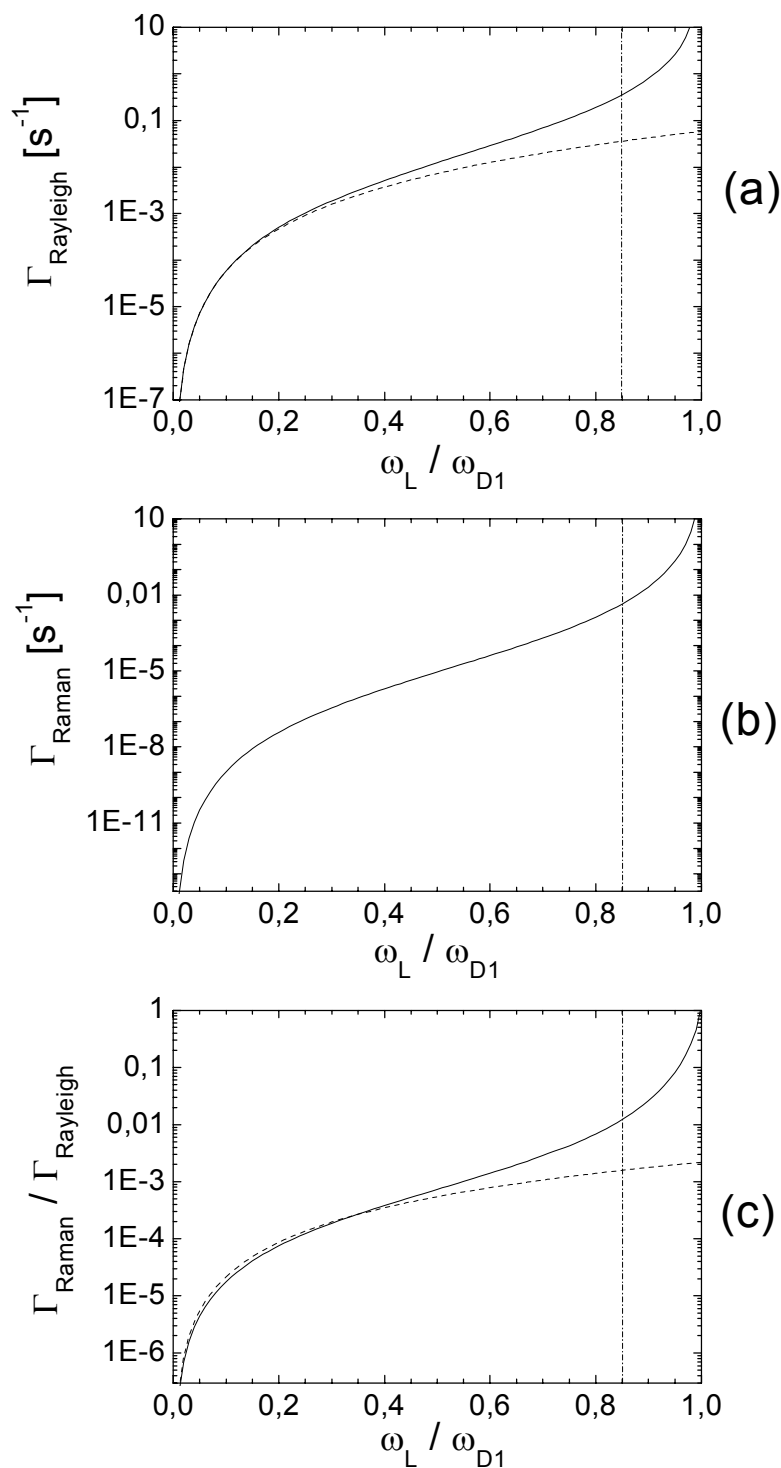 10
0,1
1E-3
1E-5
1E-7
Γ_Rayleigh [s⁻¹]
0,0 0,2 0,4 0,6 0,8 1,0
ω_L / ω_D1
(a)
10
0,01
1E-5
1E-8
1E-11
Γ_Raman [s⁻¹]
0,0 0,2 0,4 0,6 0,8 1,0
ω_L / ω_D1
(b)
1
0,1
0,01
1E-3
1E-4
1E-5
1E-6
Γ_Raman / Γ_Rayleigh
0,0 0,2 0,4 0,6 0,8 1,0
ω_L / ω_D1
(c)